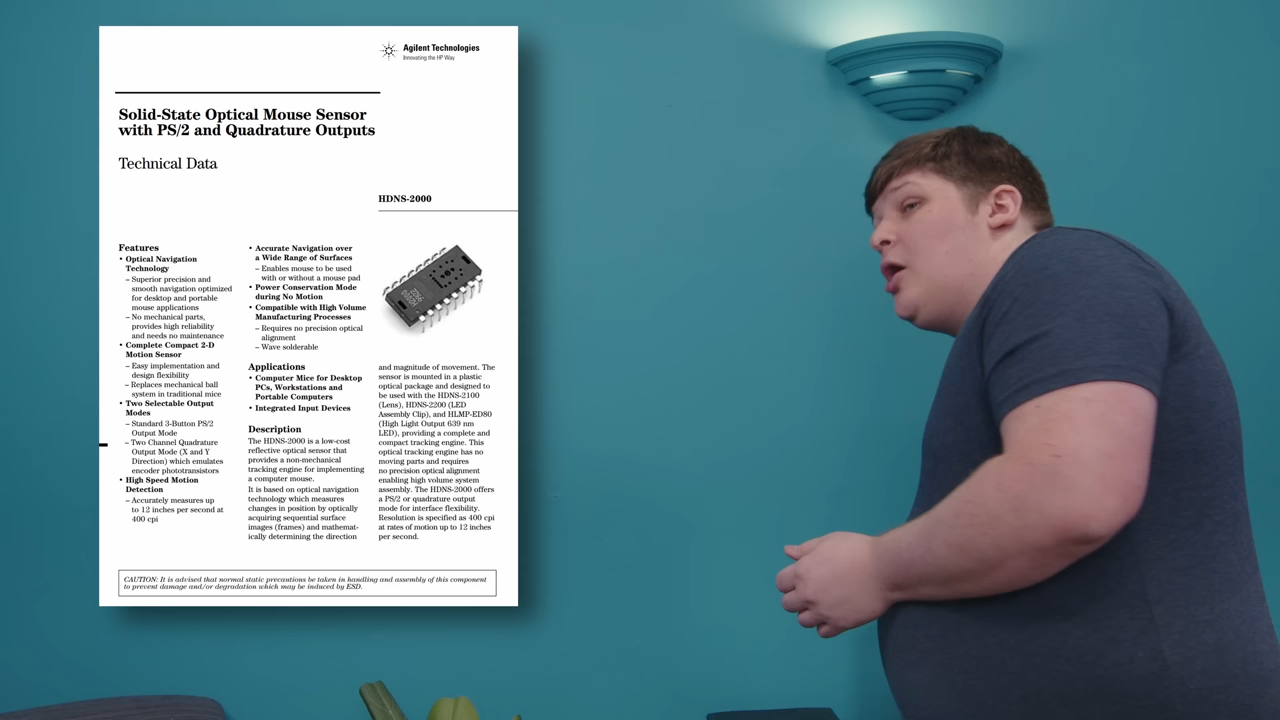 Agilent Technologies
Innovating the HP Way
Solid-State Optical Mouse Sensor
with PS/2 and Quadrature Outputs
Technical Data
HDNS-2000
Features
• Optical Navigation
Technology
– Superior precision and
smooth navigation optimized
for desktop and portable
mouse applications
– No mechanical parts,
provides high reliability
and needs no maintenance
• Complete Compact 2-D
Motion Sensor
– Easy implementation and
design flexibility
– Replaces mechanical ball
system in traditional mice
• Two Selectable Output
Modes
– Standard 3-Button PS/2
Output Mode
– Two Channel Quadrature
Output Mode (X and Y
Direction) which emulates
encoder phototransistors
• High Speed Motion
Detection
– Accurately measures up
to 12 inches per second at
400 cpi
• Accurate Navigation over
a Wide Range of Surfaces
– Enables mouse to be used
with or without a mouse pad
• Power Conservation Mode
during No Motion
• Compatible with High Volume
Manufacturing Processes
– Requires no precision optical
alignment
– Wave solderable
Applications
• Computer Mice for Desktop
PCs, Workstations and
Portable Computers
• Integrated Input Devices
Description
The HDNS-2000 is a low-cost
reflective optical sensor that
provides a non-mechanical
tracking engine for implementing
a computer mouse.
It is based on optical navigation
technology which measures
changes in position by optically
acquiring sequential surface
images (frames) and mathemat-
ically determining the direction
and magnitude of movement. The
sensor is mounted in a plastic
optical package and designed to
be used with the HDNS-2100
(Lens), HDNS-2200 (LED
Assembly Clip), and HLMP-ED80
(High Light Output 639 nm
LED), providing a complete and
compact tracking engine. This
optical tracking engine has no
moving parts and requires
no precision optical alignment
enabling high volume system
assembly. The HDNS-2000 offers
a PS/2 or quadrature output
mode for interface flexibility.
Resolution is specified as 400 cpi
at rates of motion up to 12 inches
per second.
CAUTION: It is advised that normal static precautions be taken in handling and assembly of this component
to prevent damage and/or degradation which may be induced by ESD.